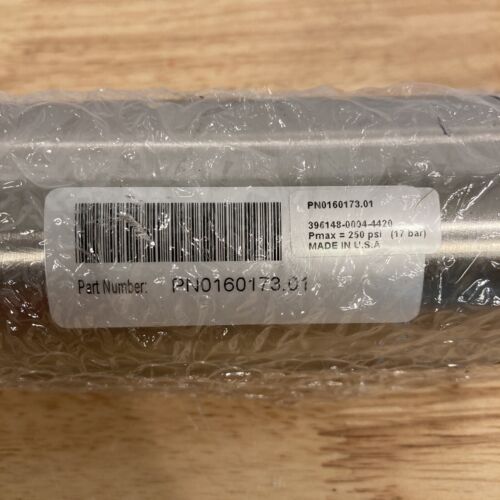 PN0160173.01
396148-0004-4420
Pmax = 250 psi (17 bar)
MADE IN U.S.A
Part Number: PN0160173.01